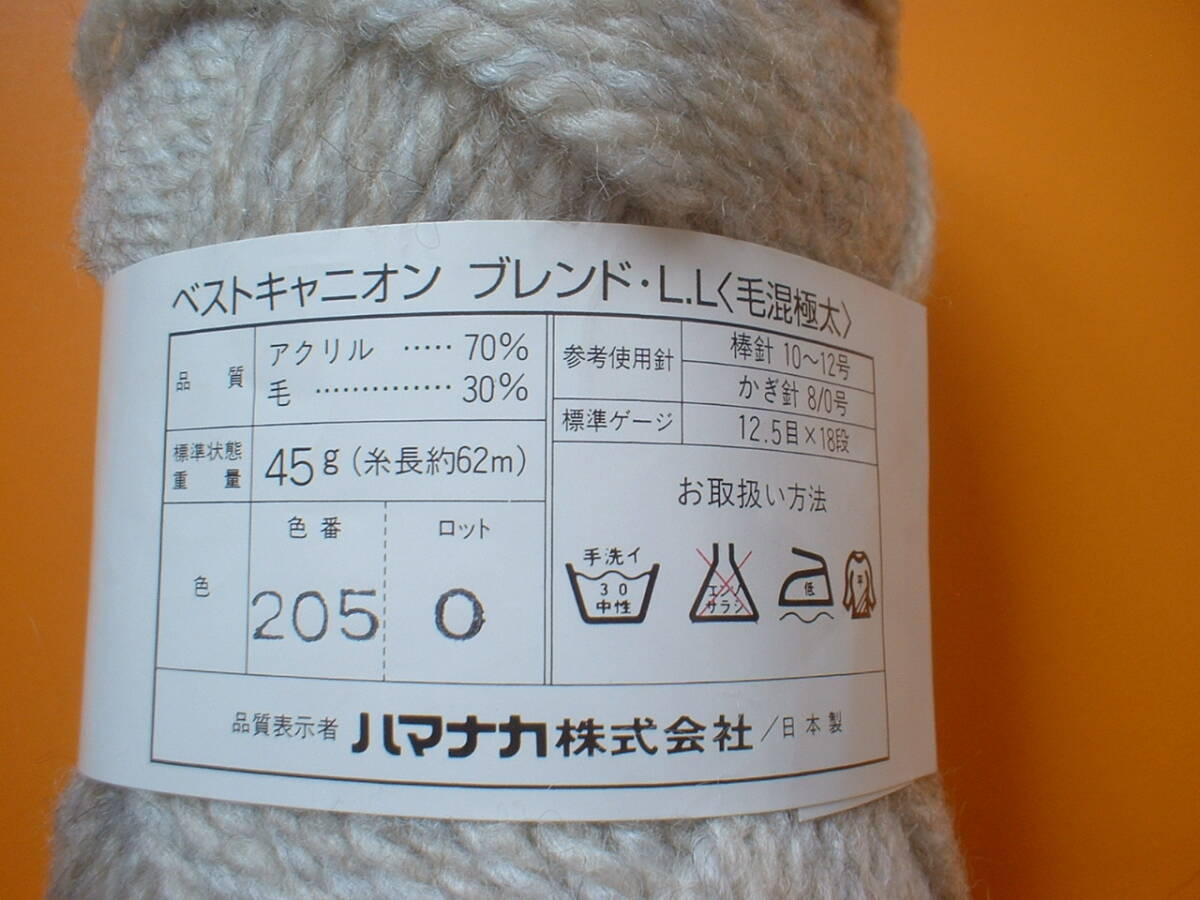 ベストキャニオン ブレンド・L.L〈毛混極太〉
品質 アクリル ····· 70%
毛 ·············· 30%
標準状態重量 45g(糸長約62m)
色 色番 ロット
205 0
参考使用針 棒針 10〜12号
かぎ針 8/0号
標準ゲージ 12.5目×18段
お取扱い方法
手洗イ 30 中性
エンソサラシ
低
平
品質表示者 ハマナカ株式会社/日本製